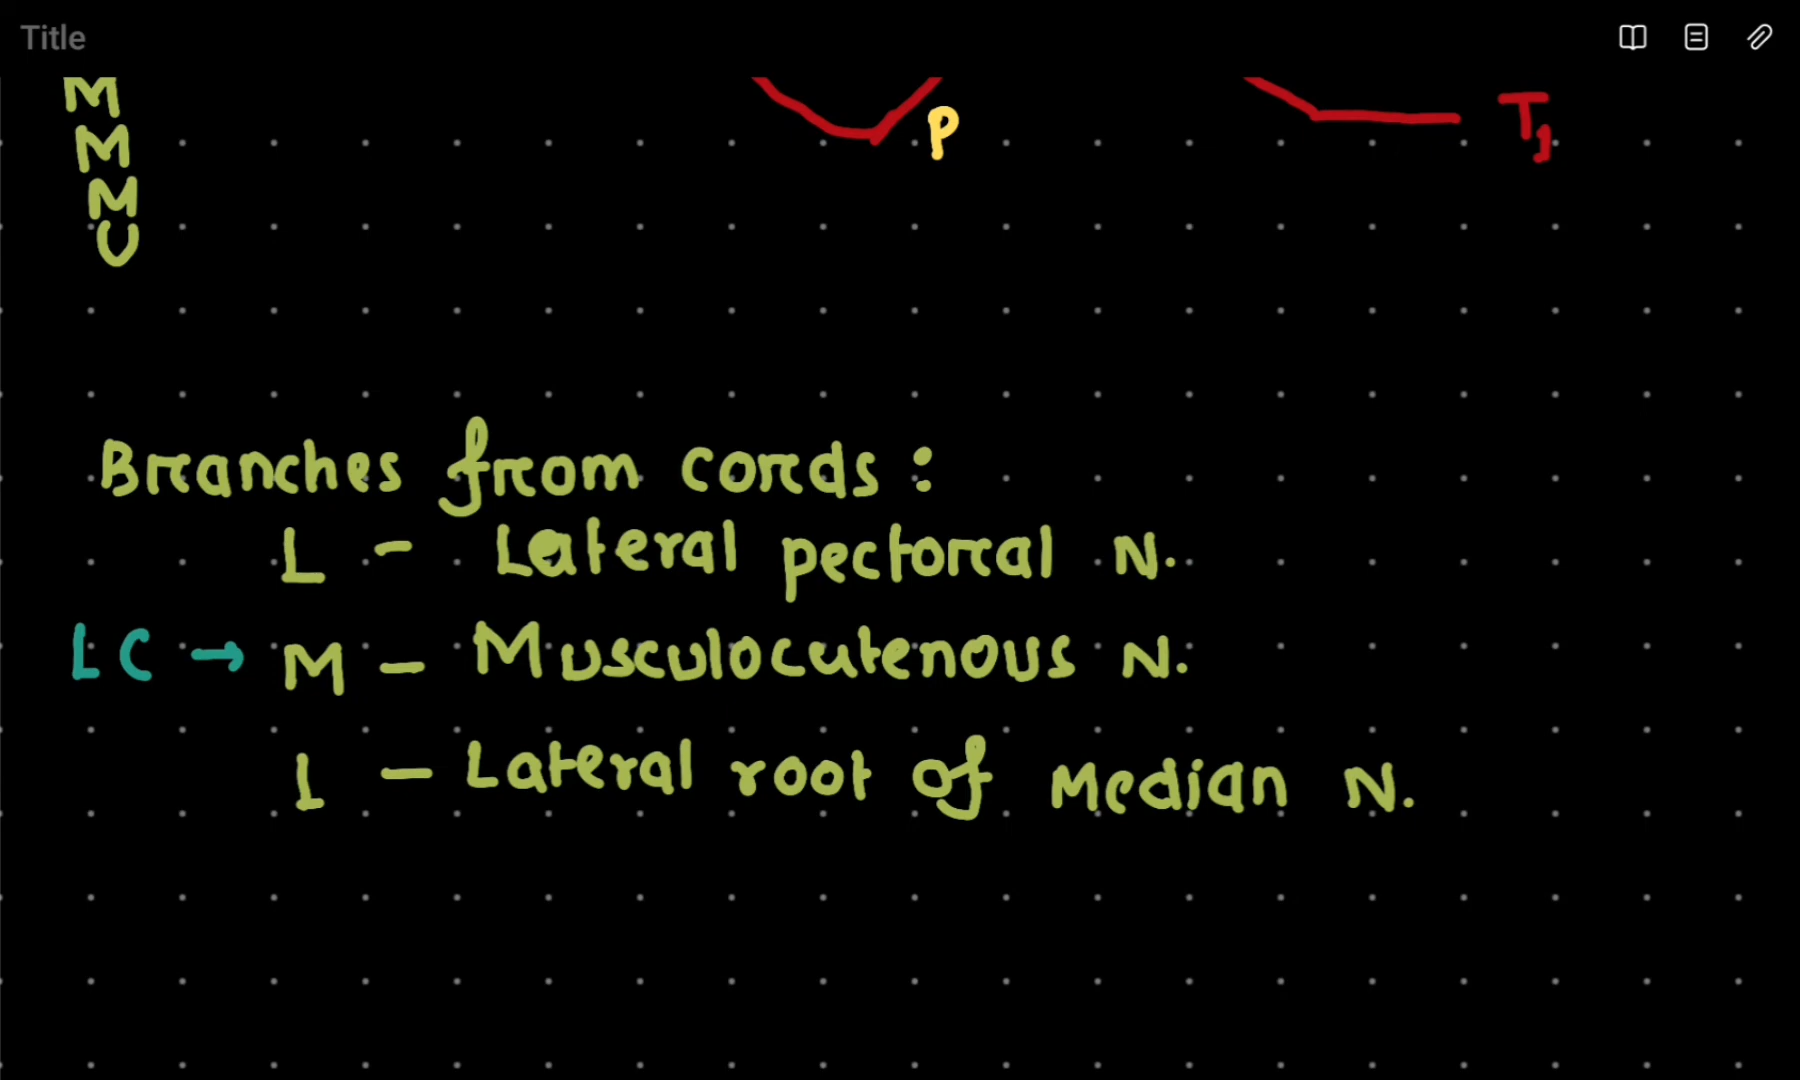 Title
M
P
T1
M
M
U
Branches from cords :
L - Lateral pectoral N.
LC → M - Musculocutenous N.
L - Lateral root of Median N.